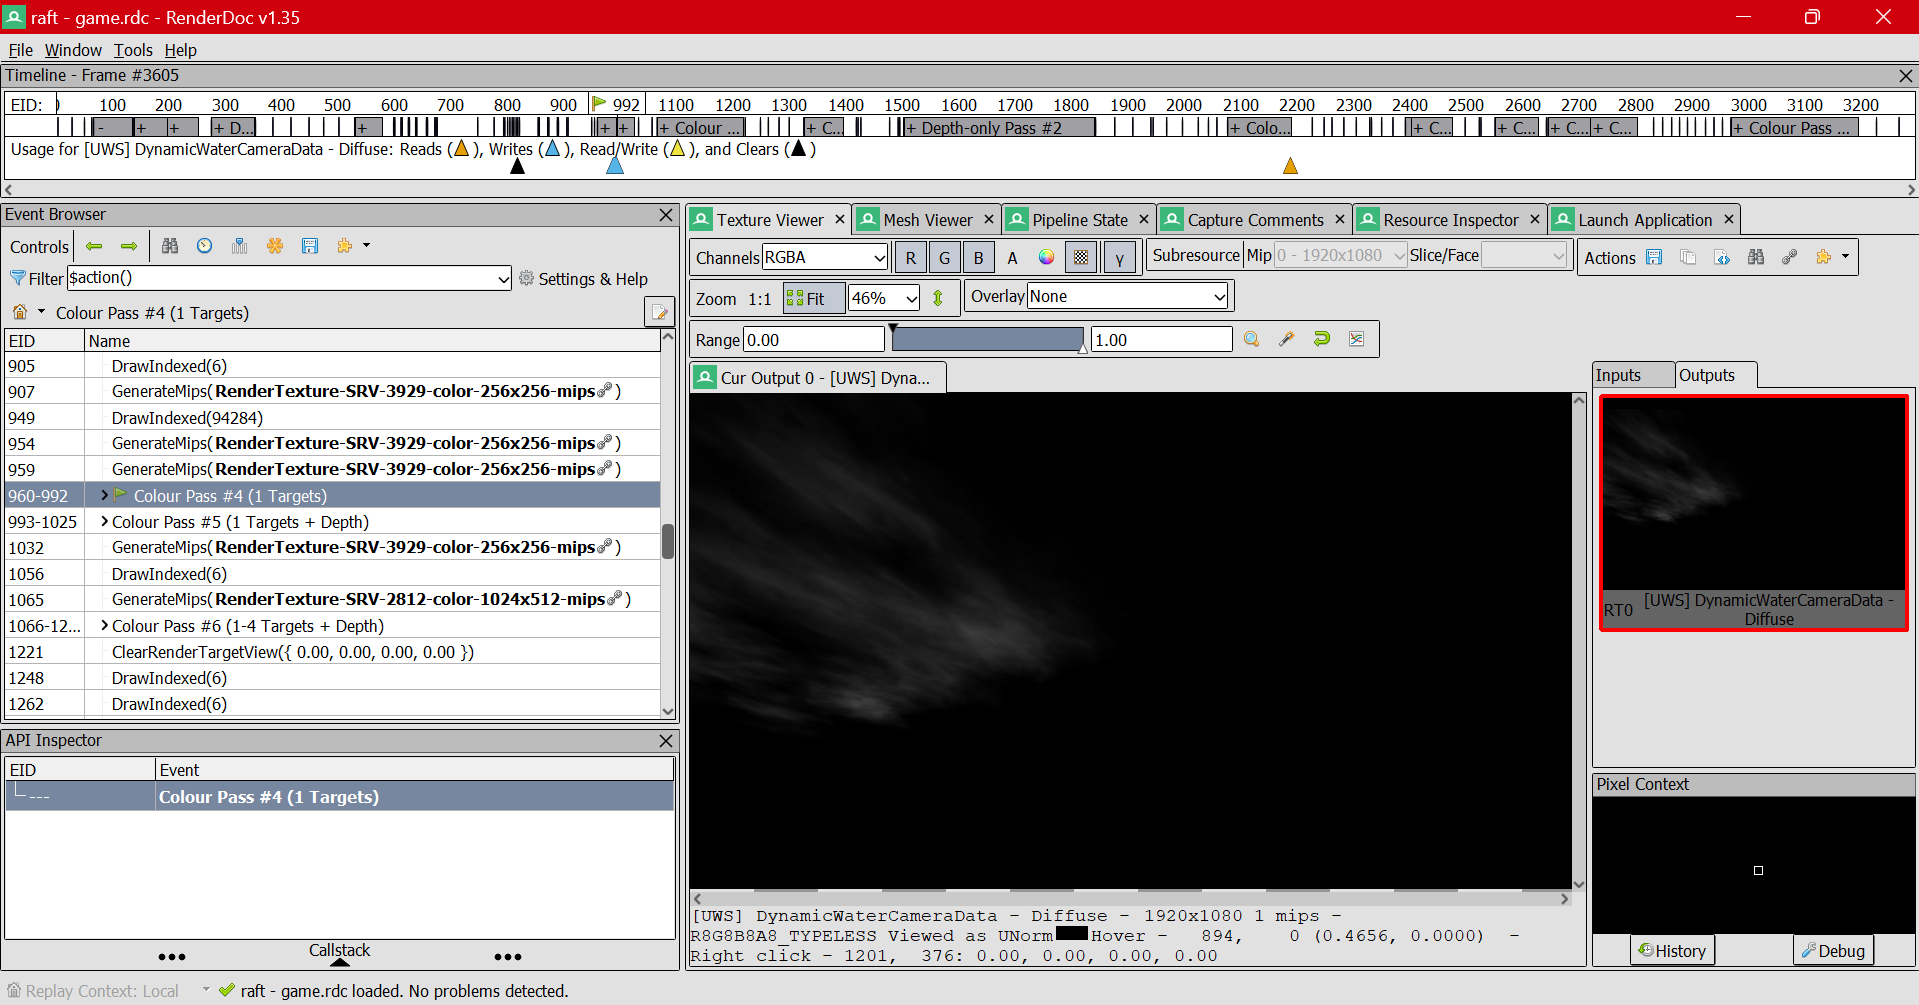 raft - game.rdc - RenderDoc v1.35
File Window Tools Help
Timeline - Frame #3605
EID: 100 200 300 400 500 600 700 800 900 992 1100 1200 1300 1400 1500 1600 1700 1800 1900 2000 2100 2200 2300 2400 2500 2600 2700 2800 2900 3000 3100 3200
- + + + D... + + + + Colour ... + C... + Depth-only Pass #2 + Colo... + C... + C... + C... + C... + Colour Pass ...
Usage for [UWS] DynamicWaterCameraData - Diffuse: Reads ( ), Writes ( ), Read/Write ( ), and Clears ( )
Event Browser
Controls
Filter $action() Settings & Help
Colour Pass #4 (1 Targets)
EID Name
905 DrawIndexed(6)
907 GenerateMips(RenderTexture-SRV-3929-color-256x256-mips)
949 DrawIndexed(94284)
954 GenerateMips(RenderTexture-SRV-3929-color-256x256-mips)
959 GenerateMips(RenderTexture-SRV-3929-color-256x256-mips)
960-992 Colour Pass #4 (1 Targets)
993-1025 Colour Pass #5 (1 Targets + Depth)
1032 GenerateMips(RenderTexture-SRV-3929-color-256x256-mips)
1056 DrawIndexed(6)
1065 GenerateMips(RenderTexture-SRV-2812-color-1024x512-mips)
1066-12... Colour Pass #6 (1-4 Targets + Depth)
1221 ClearRenderTargetView({ 0.00, 0.00, 0.00, 0.00 })
1248 DrawIndexed(6)
1262 DrawIndexed(6)
API Inspector
EID Event
--- Colour Pass #4 (1 Targets)
Callstack
Texture Viewer Mesh Viewer Pipeline State Capture Comments Resource Inspector Launch Application
Channels RGBA R G B A γ Subresource Mip 0 - 1920x1080 Slice/Face Actions
Zoom 1:1 Fit 46% Overlay None
Range 0.00 1.00
Cur Output 0 - [UWS] Dyna...
[UWS] DynamicWaterCameraData - Diffuse - 1920x1080 1 mips -
R8G8B8A8_TYPELESS Viewed as UNorm Hover - 894, 0 (0.4656, 0.0000) -
Right click - 1201, 376: 0.00, 0.00, 0.00, 0.00
Inputs Outputs
RT0 [UWS] DynamicWaterCameraData -
Diffuse
Pixel Context
History Debug
Replay Context: Local raft - game.rdc loaded. No problems detected.